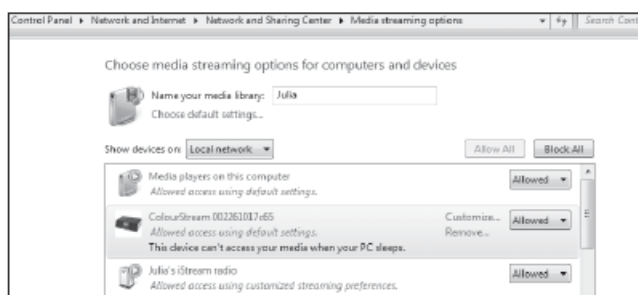 Control Panel ▸ Network and Internet ▸ Network and Sharing Center ▸ Media streaming options
Search Cont
Choose media streaming options for computers and devices
Name your media library: Julia
Choose default settings...
Show devices on: Local network
Allow All
Block All
Media players on this computer
Allowed
Allowed access using default settings.
ColourStream 002261017c65
Customize...
Allowed
Allowed access using default settings.
Remove...
This device can't access your media when your PC sleeps.
Julia's iStream radio
Allowed
Allowed access using customized streaming preferences.